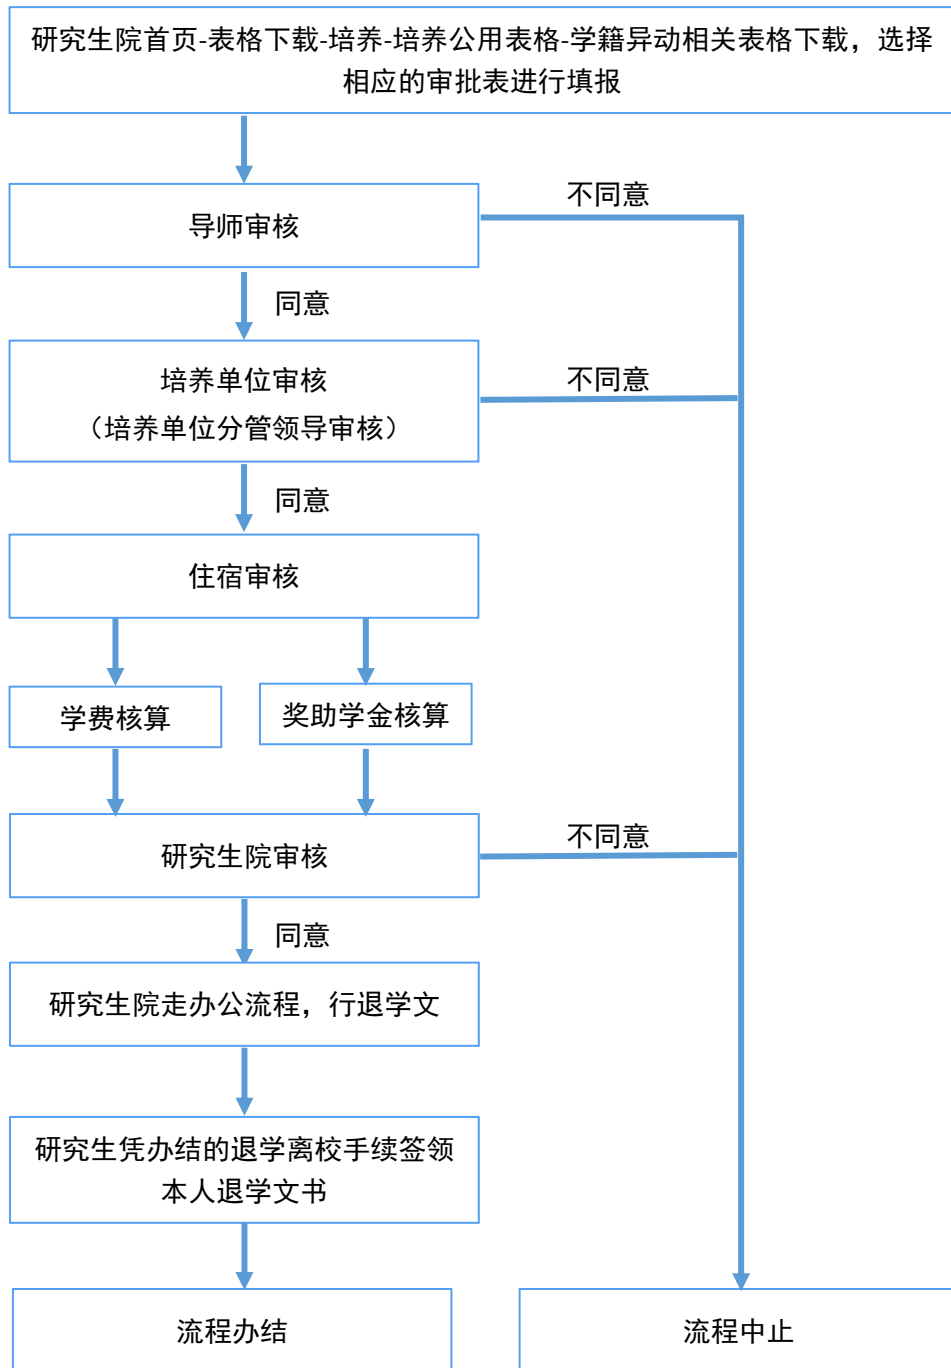 研究生院首页-表格下载-培养-培养公用表格-学籍异动相关表格下载，选择
相应的审批表进行填报
不同意
导师审核
同意
培养单位审核
不同意
（培养单位分管领导审核）
同意
住宿审核
学费核算
奖助学金核算
不同意
研究生院审核
同意
研究生院走办公流程，行退学文
研究生凭办结的退学离校手续签领
本人退学文书
流程办结
流程中止